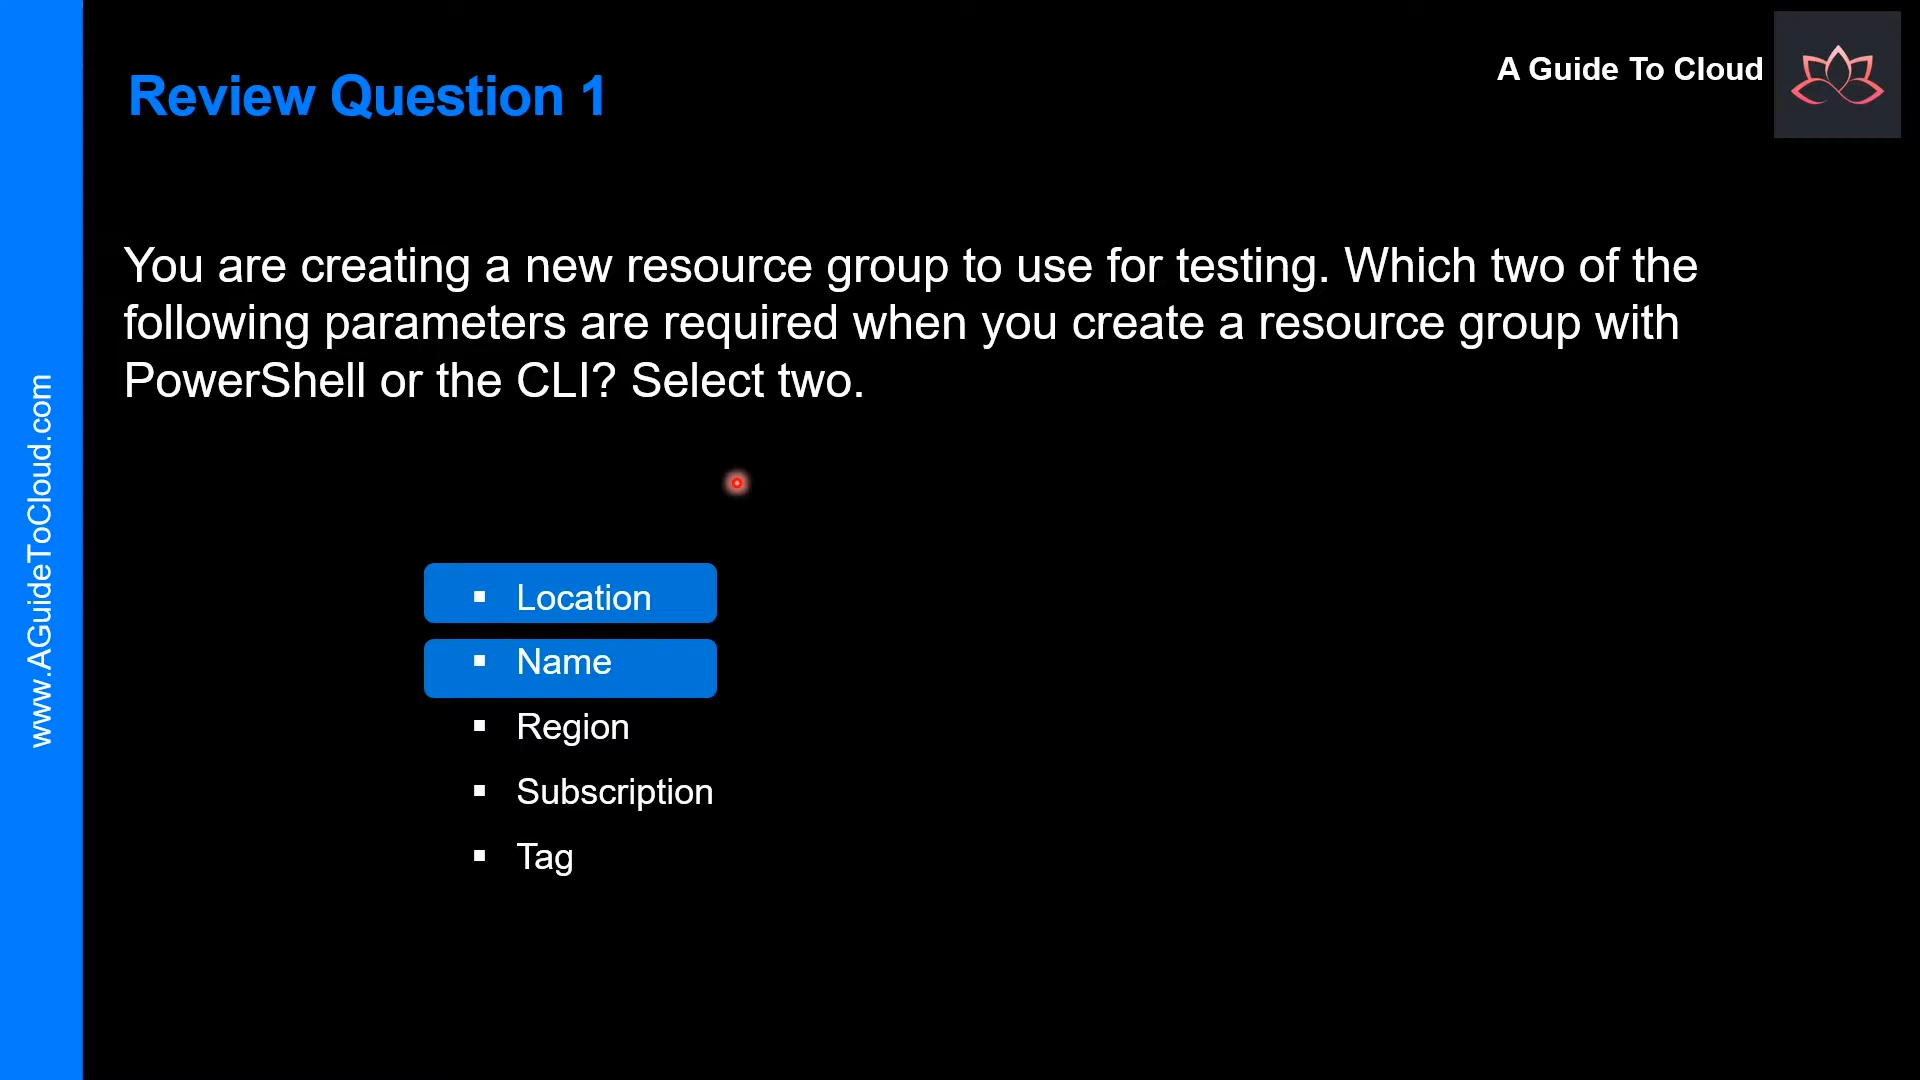 Review Question 1
A Guide To Cloud
You are creating a new resource group to use for testing. Which two of the
following parameters are required when you create a resource group with
PowerShell or the CLI? Select two.
▪ Location
▪ Name
▪ Region
▪ Subscription
▪ Tag
www.AGuideToCloud.com